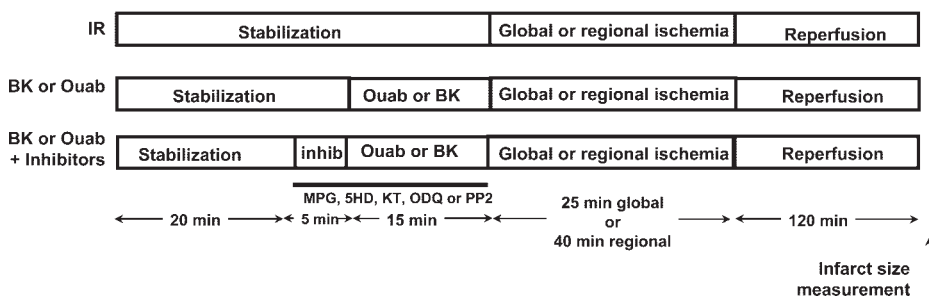 IR
Stabilization
Global or regional ischemia
Reperfusion
BK or Ouab
Stabilization
Ouab or BK
Global or regional ischemia
Reperfusion
BK or Ouab
+ Inhibitors
Stabilization
inhib
Ouab or BK
Global or regional ischemia
Reperfusion
MPG, 5HD, KT, ODQ or PP2
20 min
5 min
15 min
25 min global
or
40 min regional
120 min
Infarct size
measurement